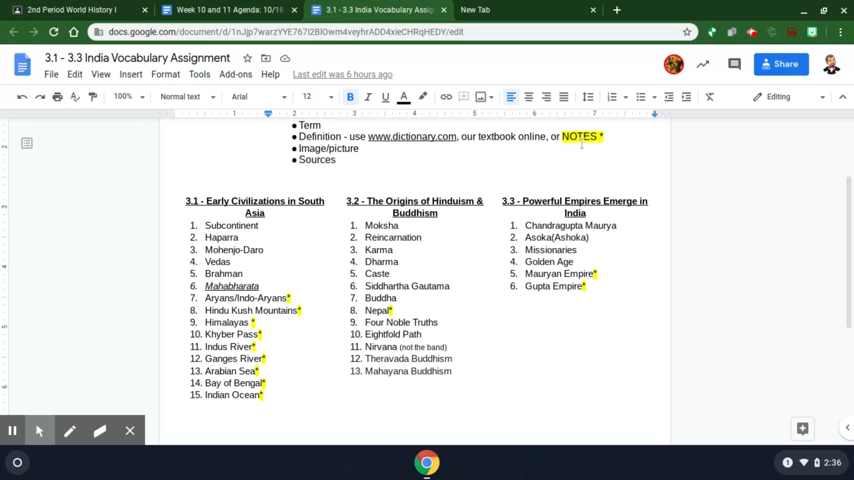 2nd Period World History I
Week 10 and 11 Agenda: 10/18
3.1 - 3.3 India Vocabulary Assign
New Tab
docs.google.com/document/d/1nJjp7warzYYE767i2BlOwm4veyhrADD4xieCHRqHEDY/edit
3.1 - 3.3 India Vocabulary Assignment
Share
File Edit View Insert Format Tools Add-ons Help Last edit was 6 hours
100% Normal text Arial 12 B I U A Editing
2 3 4 5 6 7
Term
Definition - use www.dictionary.com, our textbook online, or NOTES *
Image/picture
Sources
3.1 - Early Civilizations in South
Asia
1. Subcontinent
2. Haparra
3. Mohenjo-Daro
4. Vedas
5. Brahman
6. Mahabharata
7. Aryans/Indo-Aryans*
8. Hindu Kush Mountains*
9. Himalayas *
10. Khyber Pass*
11. Indus River*
12. Ganges River*
13. Arabian Sea*
14. Bay of Bengal*
15. Indian Ocean*
3.2 - The Origins of Hinduism &
Buddhism
1. Moksha
2. Reincarnation
3. Karma
4. Dharma
5. Caste
6. Siddhartha Gautama
7. Buddha
8. Nepal*
9. Four Noble Truths
10. Eightfold Path
11. Nirvana (not the band)
12. Theravada Buddhism
13. Mahayana Buddhism
3.3 - Powerful Empires Emerge in
India
1. Chandragupta Maurya
2. Asoka(Ashoka)
3. Missionaries
4. Golden Age
5. Mauryan Empire*
6. Gupta Empire*
1 2:36